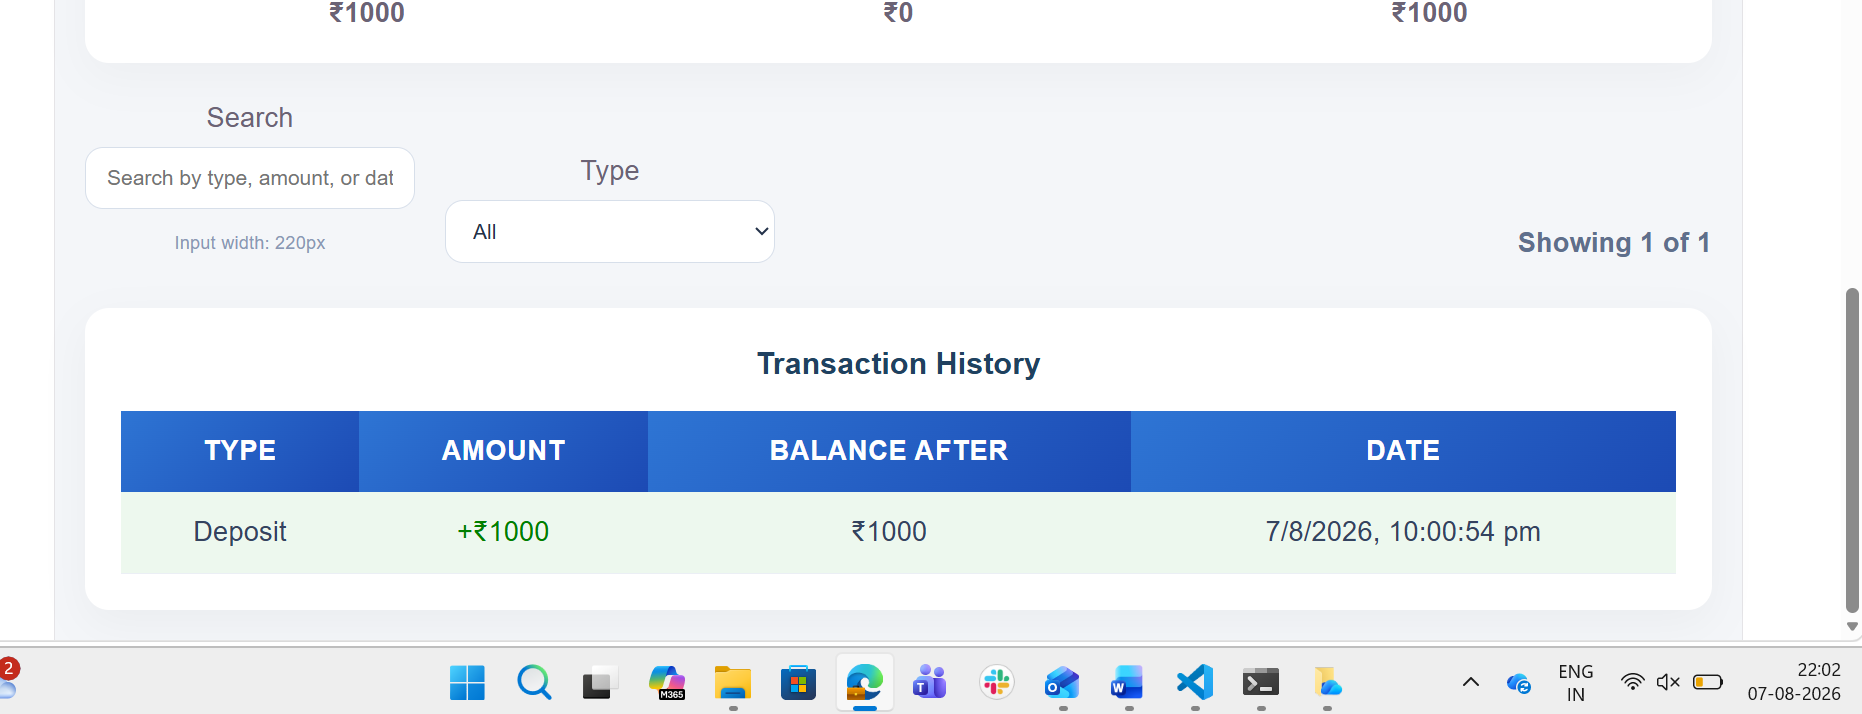 ₹1000 ₹0 ₹1000
Search
Search by type, amount, or dat
Input width: 220px
Type
All
Showing 1 of 1
Transaction History
TYPE AMOUNT BALANCE AFTER DATE
Deposit +₹1000 ₹1000 7/8/2026, 10:00:54 pm
2
M365
T
O
W
ENG
IN
22:02
07-08-2026